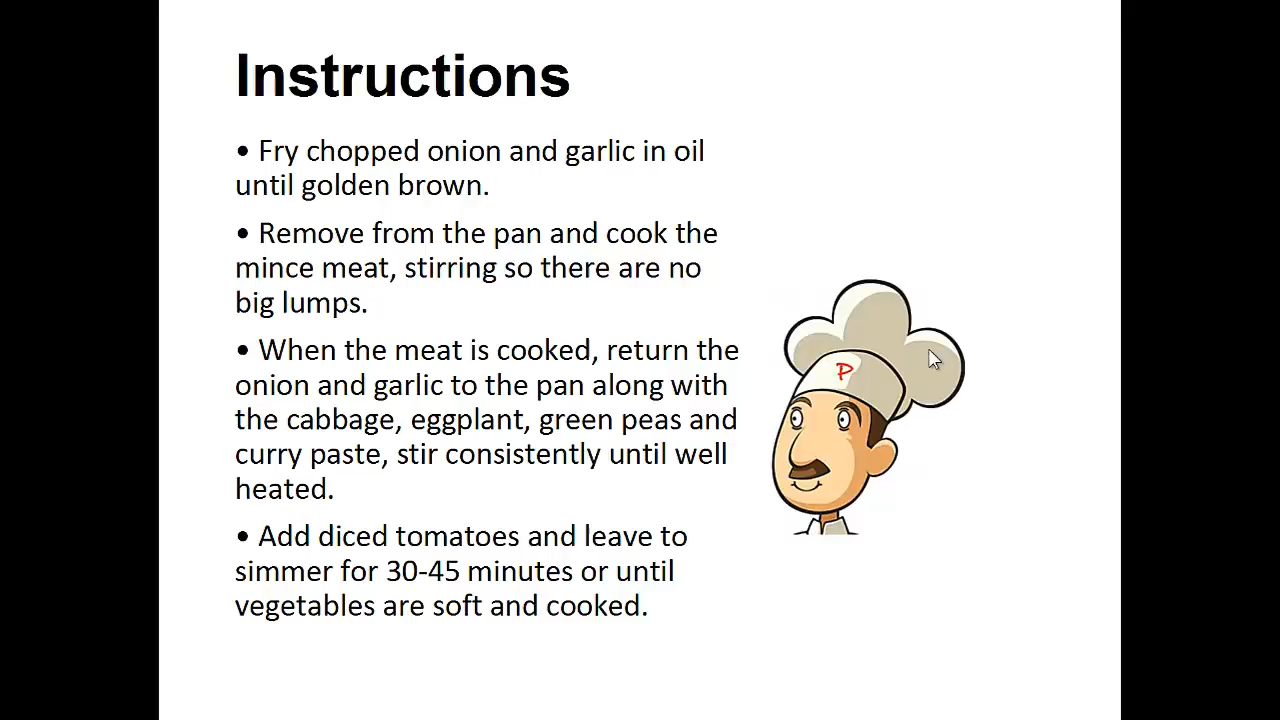 Instructions
• Fry chopped onion and garlic in oil
until golden brown.
• Remove from the pan and cook the
mince meat, stirring so there are no
big lumps.
• When the meat is cooked, return the
onion and garlic to the pan along with
the cabbage, eggplant, green peas and
curry paste, stir consistently until well
heated.
• Add diced tomatoes and leave to
simmer for 30-45 minutes or until
vegetables are soft and cooked.
P